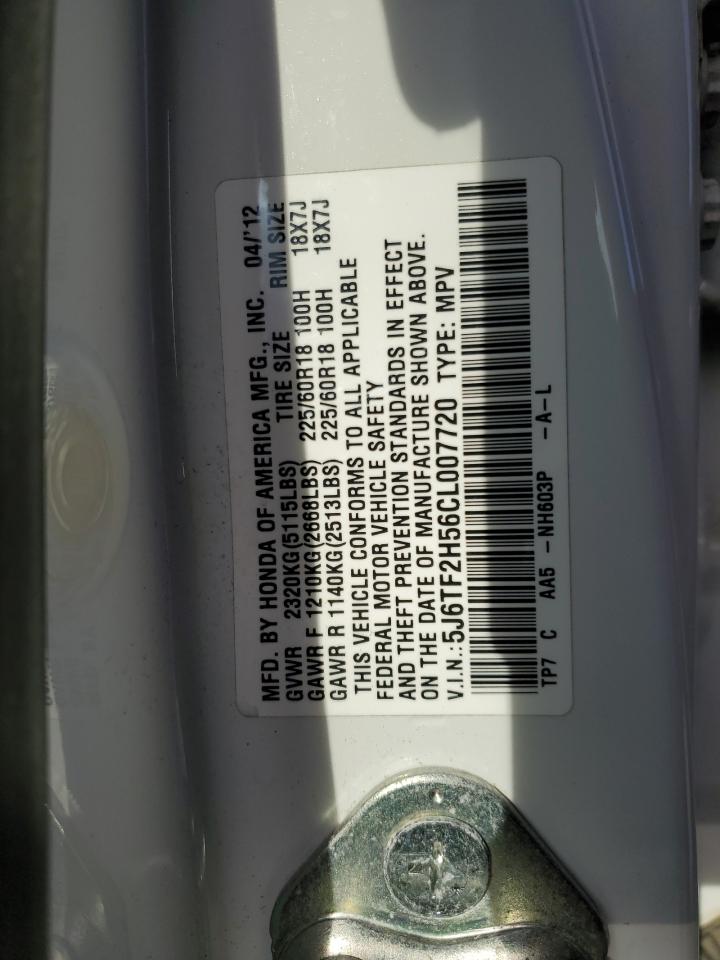 MFD. BY HONDA OF AMERICA MFG., INC. 04/'12
GVWR 2320KG(5115LBS) TIRE SIZE RIM SIZE
GAWR F 1210KG(2668LBS) 225/60R18 100H 18X7J
GAWR R 1140KG(2513LBS) 225/60R18 100H 18X7J
THIS VEHICLE CONFORMS TO ALL APPLICABLE
FEDERAL MOTOR VEHICLE SAFETY
AND THEFT PREVENTION STANDARDS IN EFFECT
ON THE DATE OF MANUFACTURE SHOWN ABOVE.
V.I.N.:5J6TF2H56CL007720 TYPE: MPV
TP7 C AA5 -NH603P -A-L